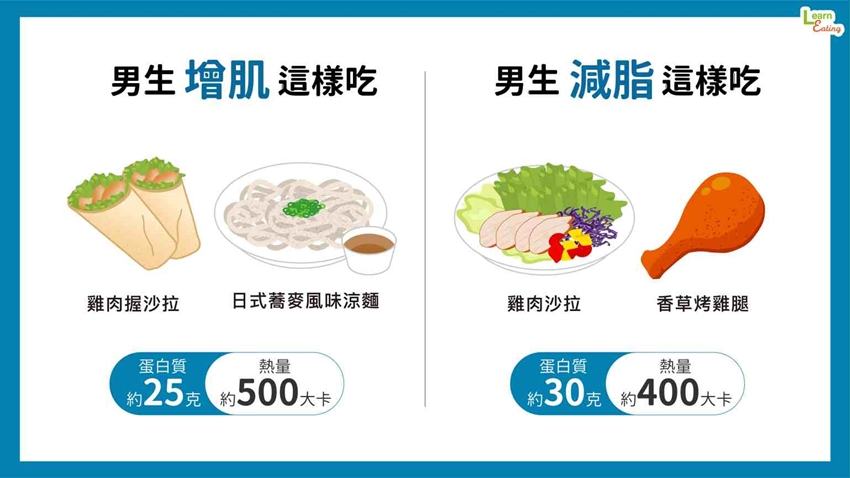 Learn
Eating
男生 增肌 這樣吃
雞肉握沙拉
日式蕎麥風味涼麵
蛋白質
約25克
熱量
約500大卡
男生 減脂 這樣吃
雞肉沙拉
香草烤雞腿
蛋白質
約30克
熱量
約400大卡